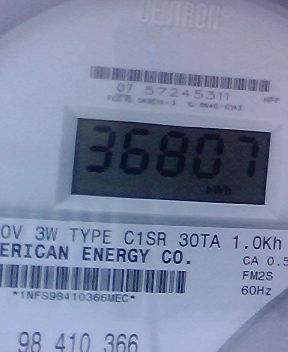 CENTRON
07 57245311
36807
kWh
0V 3W TYPE C1SR 30TA 1.0Kh
ERICAN ENERGY CO.
CA 0.5
FM2S
*1NFS98410366MEC*
60Hz
98 410 366